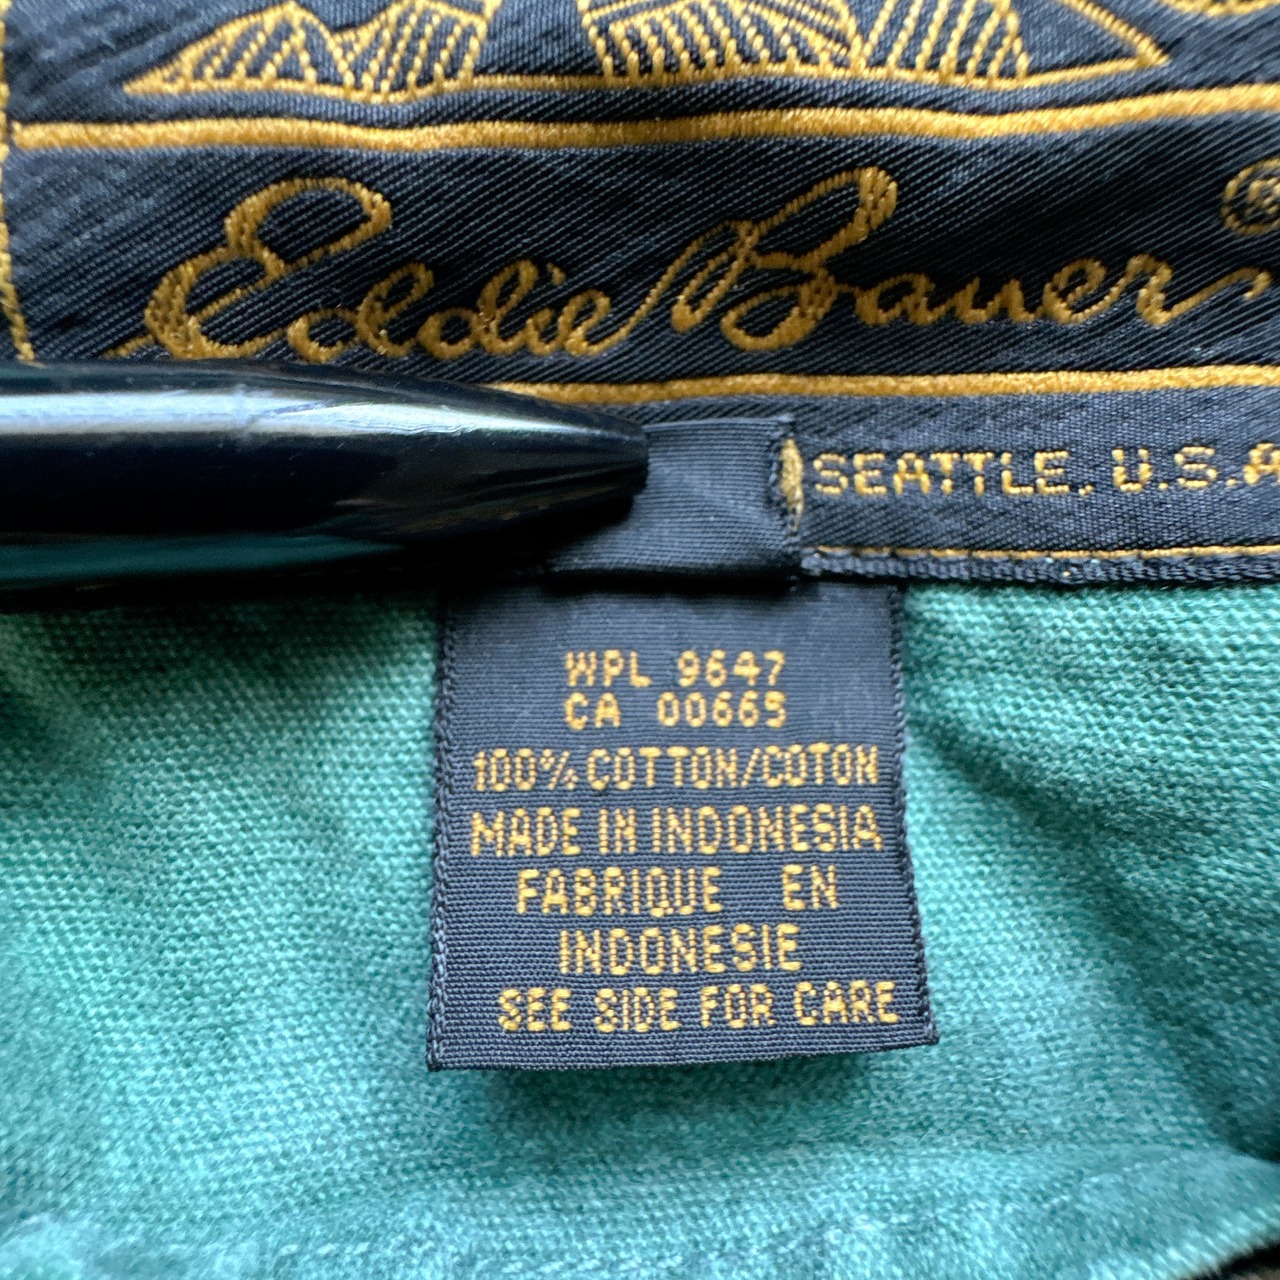 Eddie Bauer®
SEATTLE, U.S.A
WPL 9647
CA 00665
100% COTTON/COTON
MADE IN INDONESIA
FABRIQUE EN
INDONESIE
SEE SIDE FOR CARE